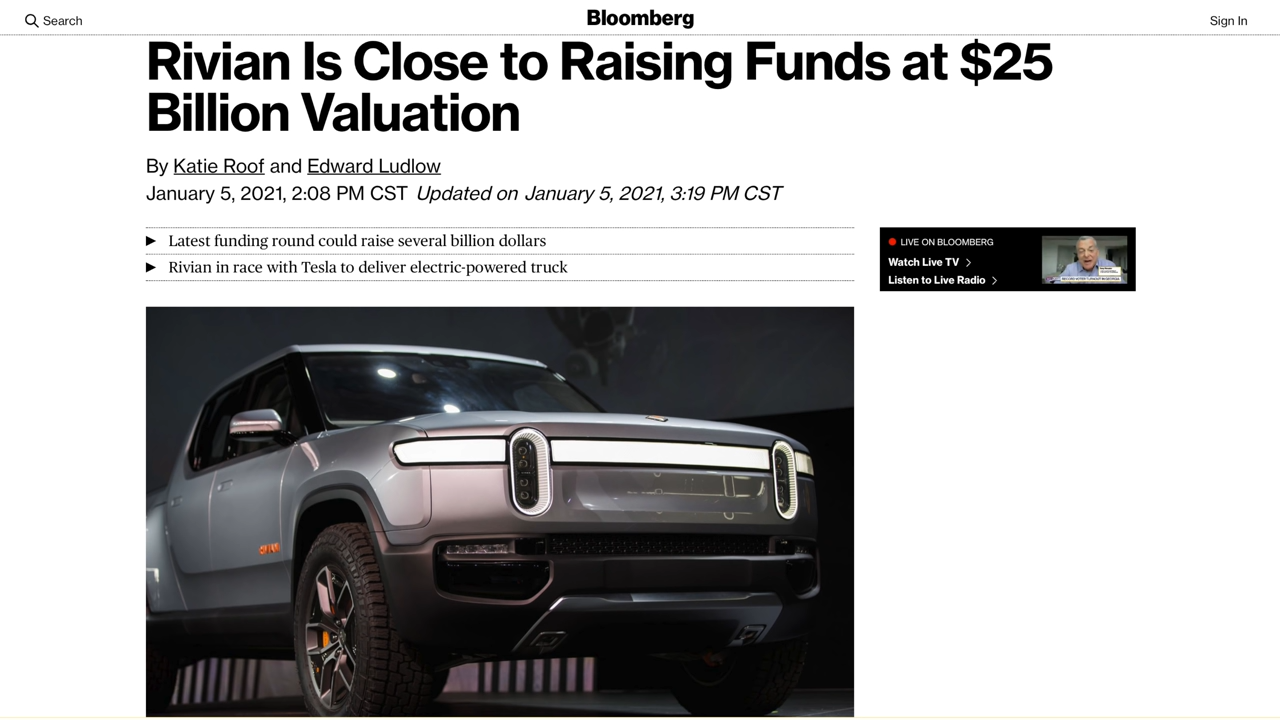 Search
Bloomberg
Sign In
Rivian Is Close to Raising Funds at $25
Billion Valuation
By Katie Roof and Edward Ludlow
January 5, 2021, 2:08 PM CST Updated on January 5, 2021, 3:19 PM CST
Latest funding round could raise several billion dollars
Rivian in race with Tesla to deliver electric-powered truck
LIVE ON BLOOMBERG
Watch Live TV
Listen to Live Radio